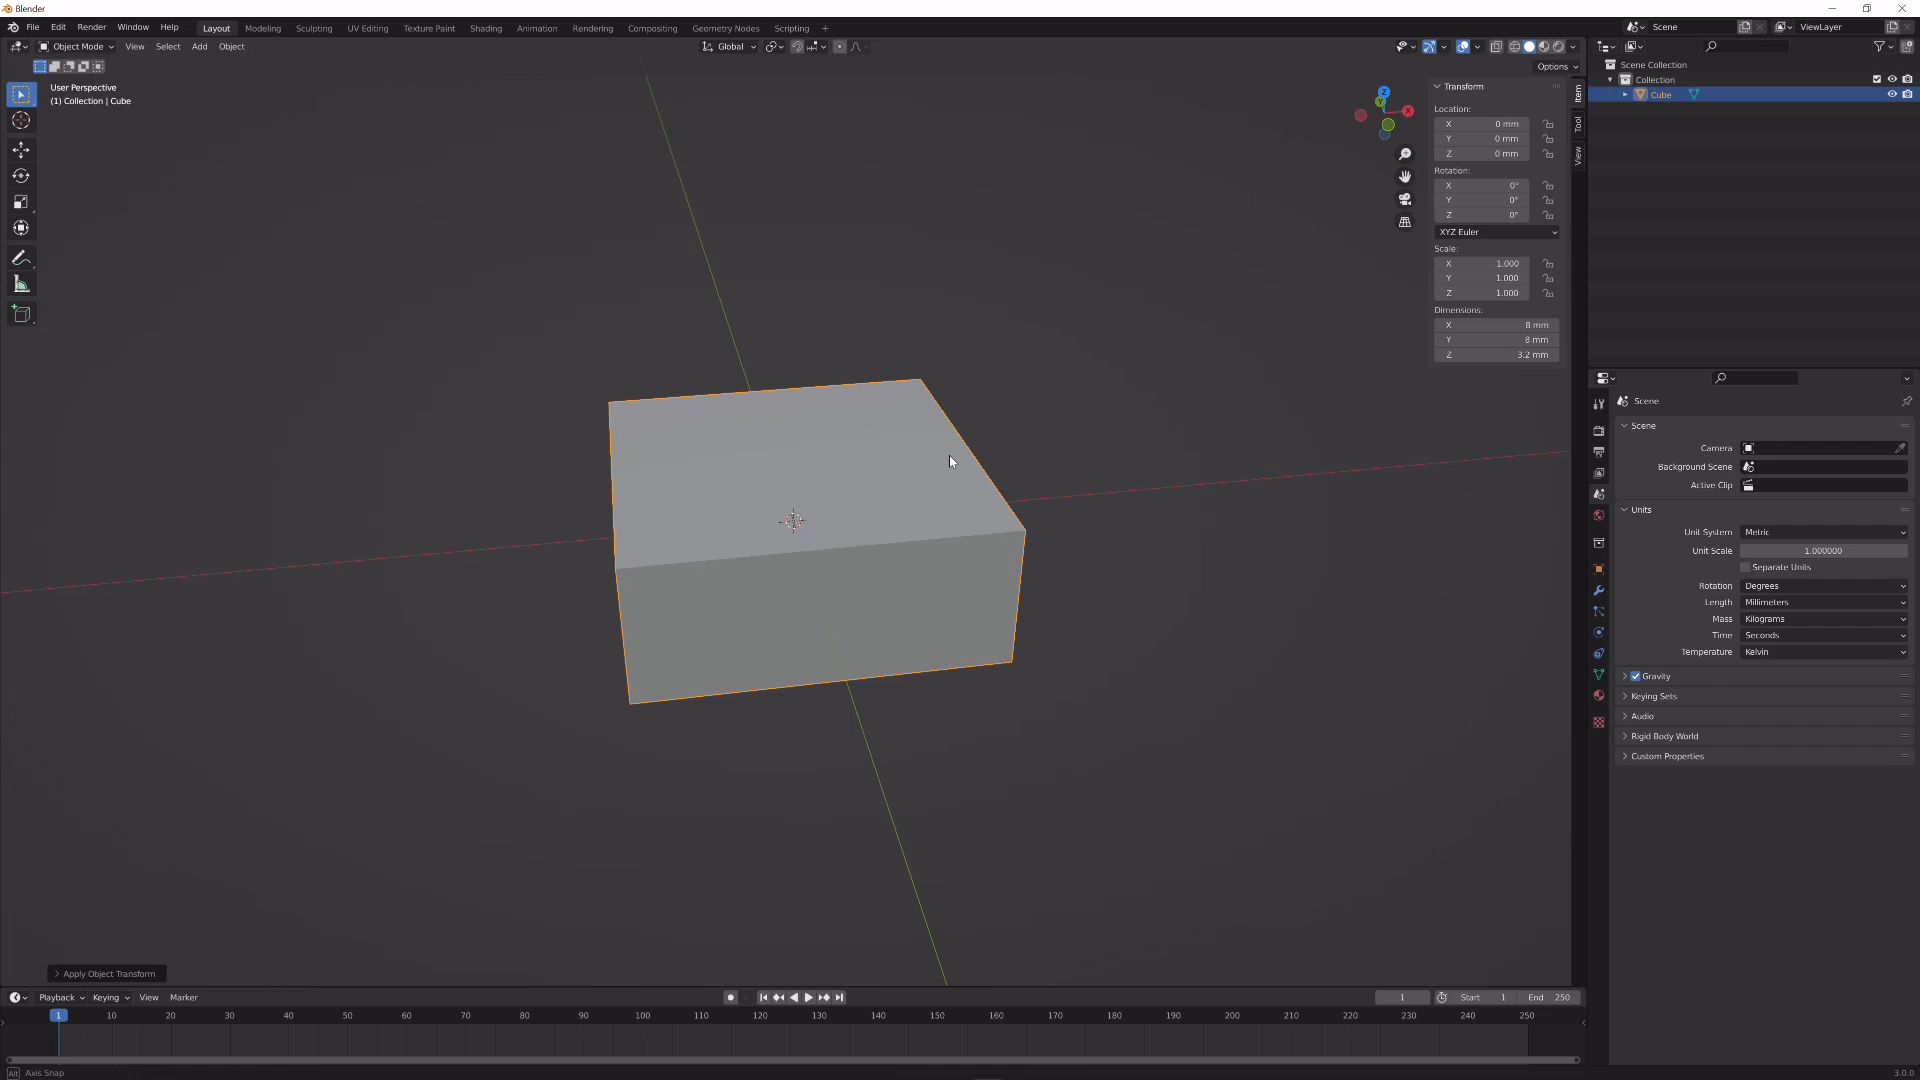 Blender
File Edit Render Window Help Layout Modeling Sculpting UV Editing Texture Paint Shading Animation Rendering Compositing Geometry Nodes Scripting + Scene ViewLayer
Object Mode View Select Add Object Global
Options
User Perspective
(1) Collection | Cube
Transform
Location:
X 0 mm
Y 0 mm
Z 0 mm
Rotation:
X 0°
Y 0°
Z 0°
XYZ Euler
Scale:
X 1.000
Y 1.000
Z 1.000
Dimensions:
X 8 mm
Y 8 mm
Z 3.2 mm
Item
Tool
View
Z
Y
X
Scene Collection
Collection
Cube
Scene
Scene
Camera
Background Scene
Active Clip
Units
Unit System Metric
Unit Scale 1.000000
Separate Units
Rotation Degrees
Length Millimeters
Mass Kilograms
Time Seconds
Temperature Kelvin
Gravity
Keying Sets
Audio
Rigid Body World
Custom Properties
Apply Object Transform
Playback Keying View Marker 1 Start 1 End 250
1 10 20 30 40 50 60 70 80 90 100 110 120 130 140 150 160 170 180 190 200 210 220 230 240 250
Alt Axis Snap
3.0.0